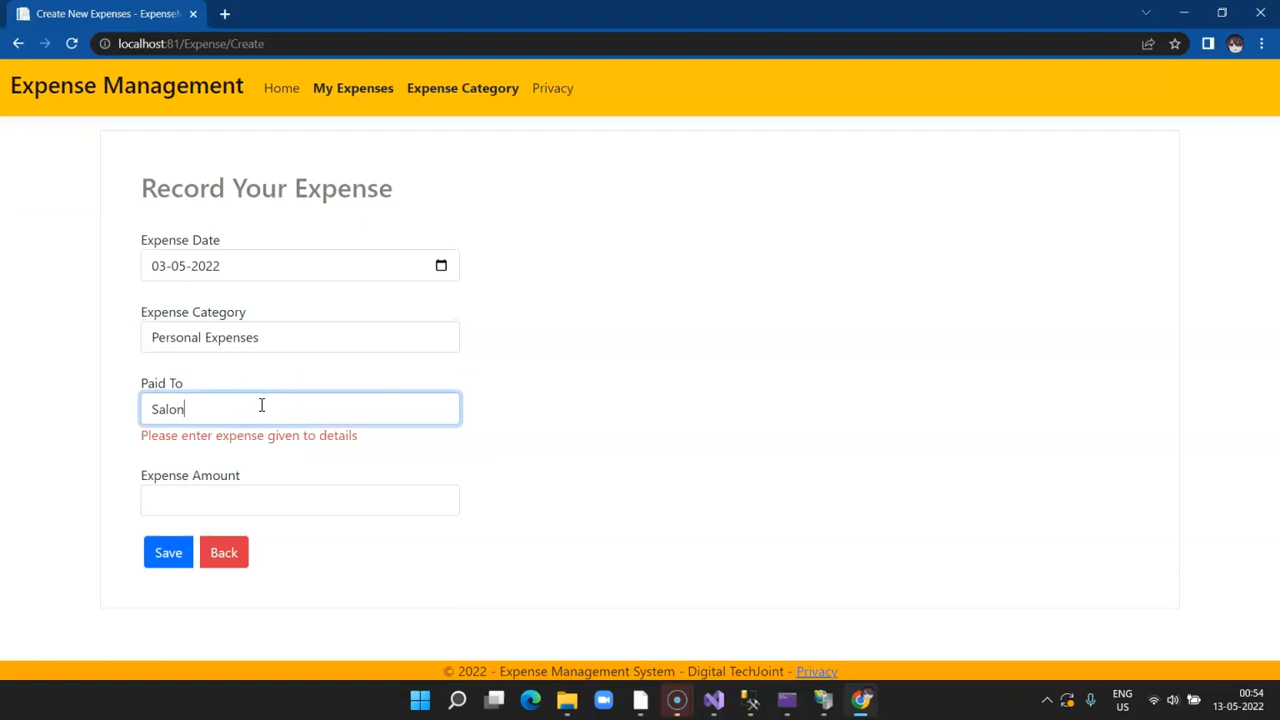 Create New Expenses - Expense
localhost:81/Expense/Create
Expense Management Home My Expenses Expense Category Privacy
Record Your Expense
Expense Date
03-05-2022
Expense Category
Personal Expenses
Paid To
Salon
Please enter expense given to details
Expense Amount
Save Back
© 2022 - Expense Management System - Digital TechJoint - Privacy
ENG
US
00:54
13-05-2022